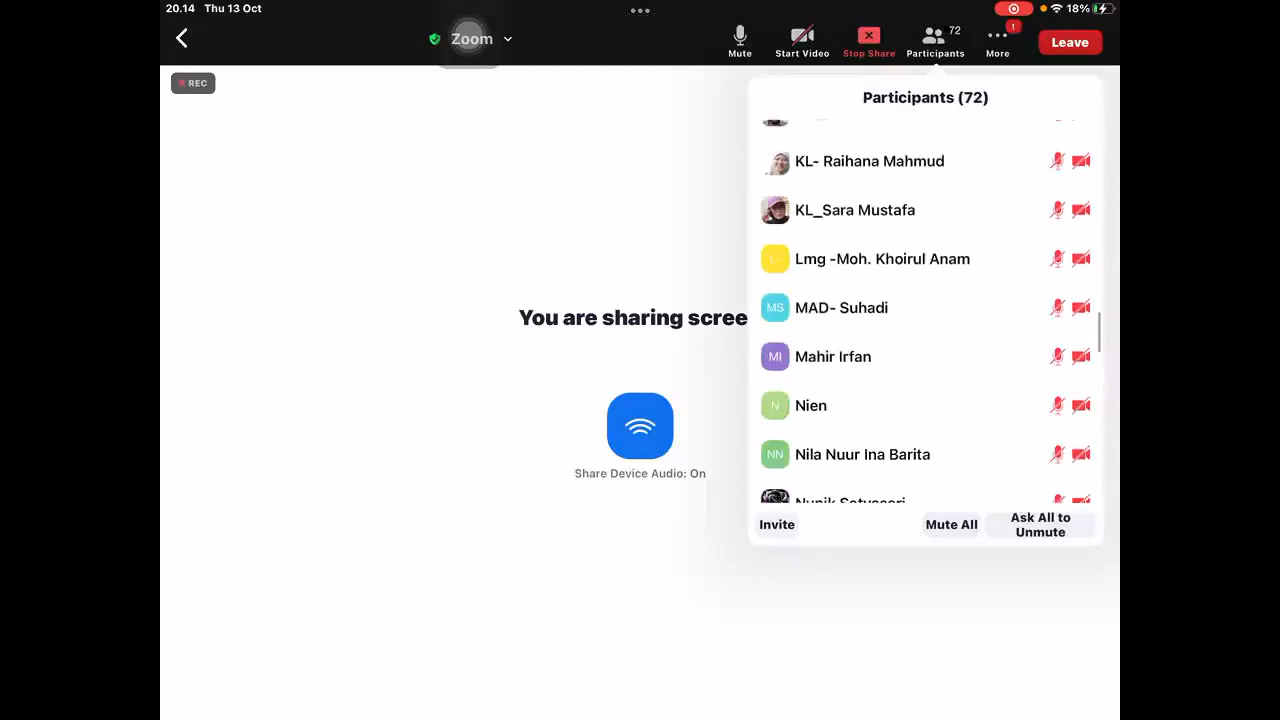 20.14 Thu 13 Oct
18%
Zoom
Mute
Start Video
Stop Share
Participants
72
More
1
Leave
REC
Participants (72)
KL- Raihana Mahmud
KL_Sara Mustafa
L-
Lmg -Moh. Khoirul Anam
MS
MAD- Suhadi
MI
Mahir Irfan
N
Nien
NN
Nila Nuur Ina Barita
Invite
Mute All
Ask All to
Unmute
You are sharing scree
Share Device Audio: On